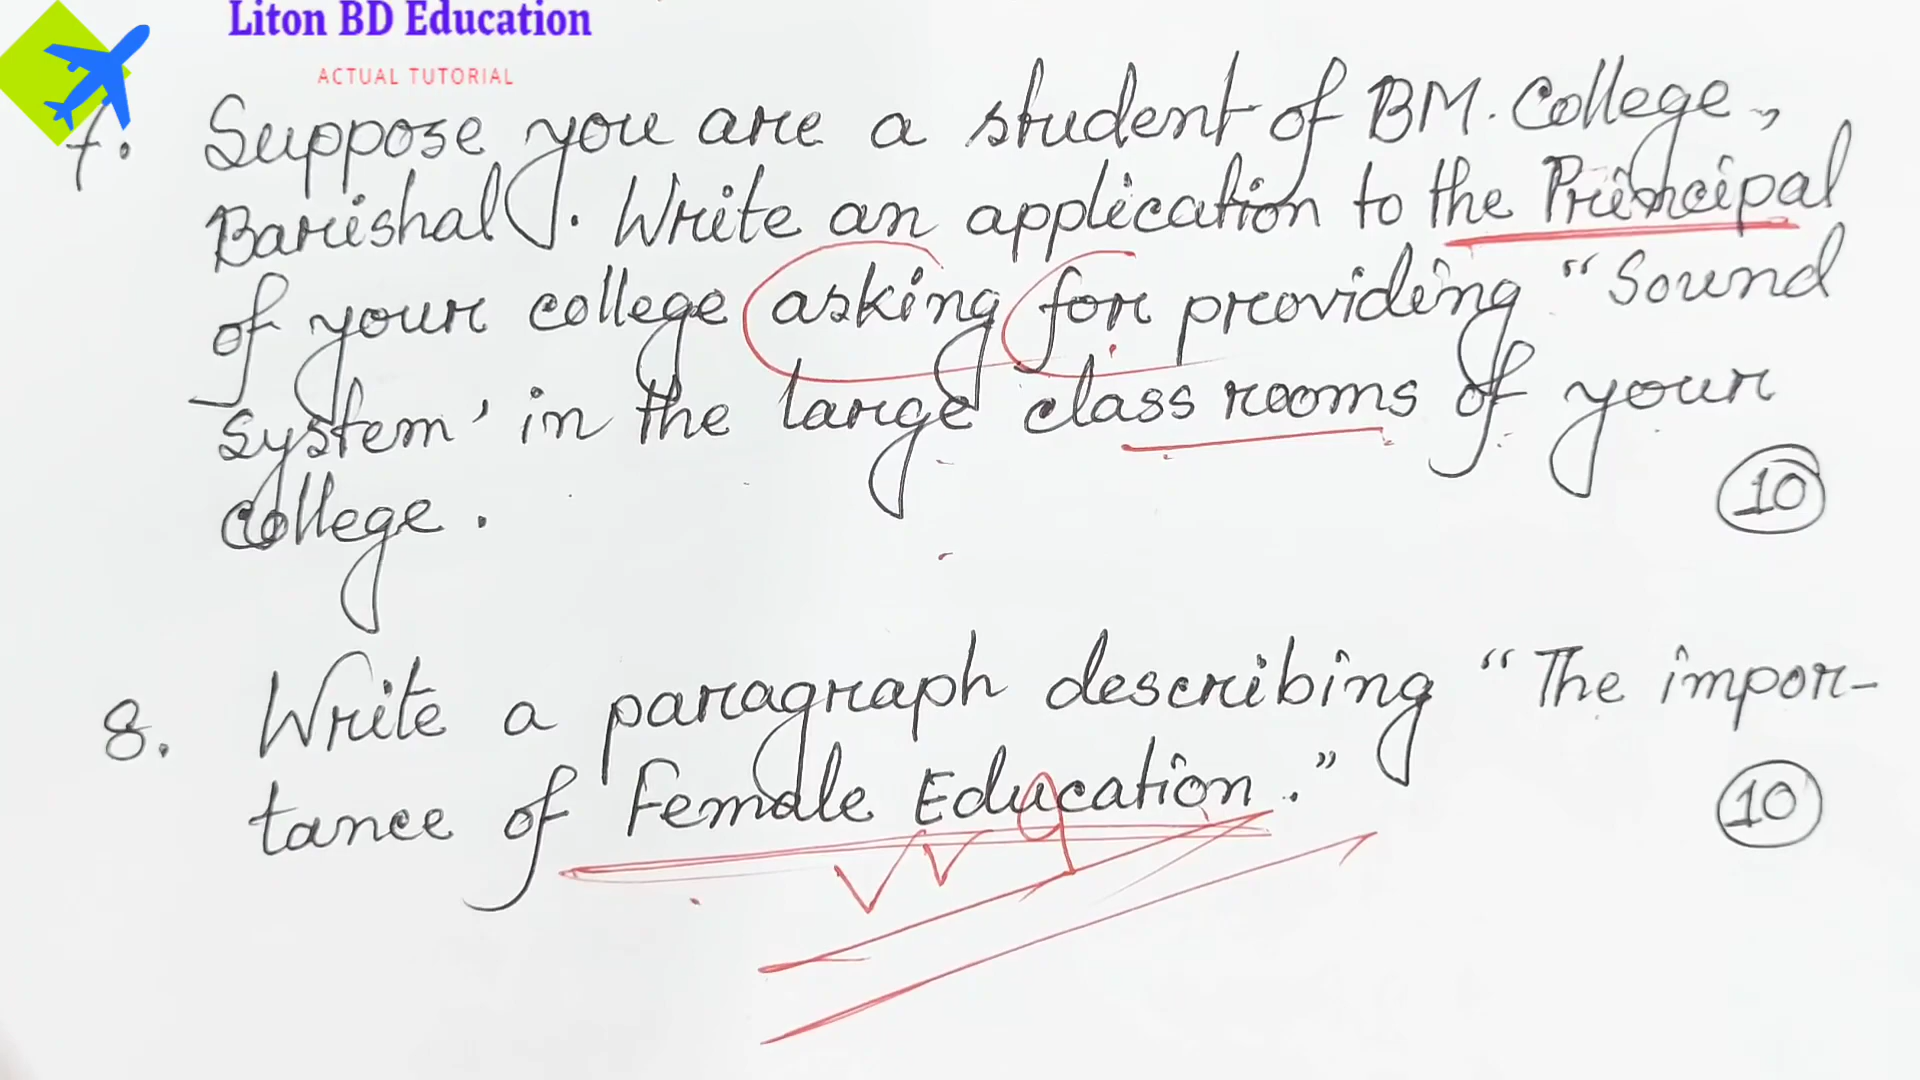 Liton BD Education
ACTUAL TUTORIAL
7. Suppose you are a student of BM. College,
Barishal. Write an application to the Principal
of your college asking for providing "Sound
System' in the large class rooms of your
college. 10
8. Write a paragraph describing "The impor-
tance of Female Education." 10